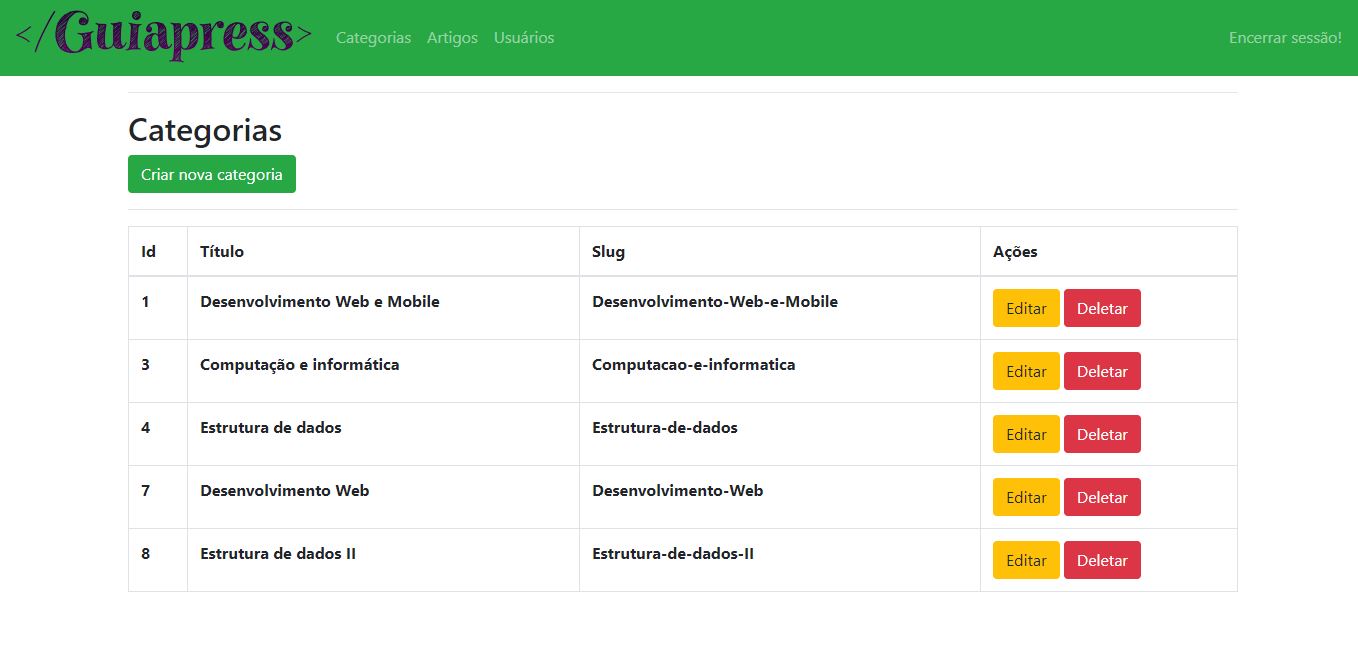 </Guiapress> Categorias Artigos Usuários Encerrar sessão!
Categorias
Criar nova categoria
Id Título Slug Ações
1 Desenvolvimento Web e Mobile Desenvolvimento-Web-e-Mobile Editar Deletar
3 Computação e informática Computacao-e-informatica Editar Deletar
4 Estrutura de dados Estrutura-de-dados Editar Deletar
7 Desenvolvimento Web Desenvolvimento-Web Editar Deletar
8 Estrutura de dados II Estrutura-de-dados-II Editar Deletar